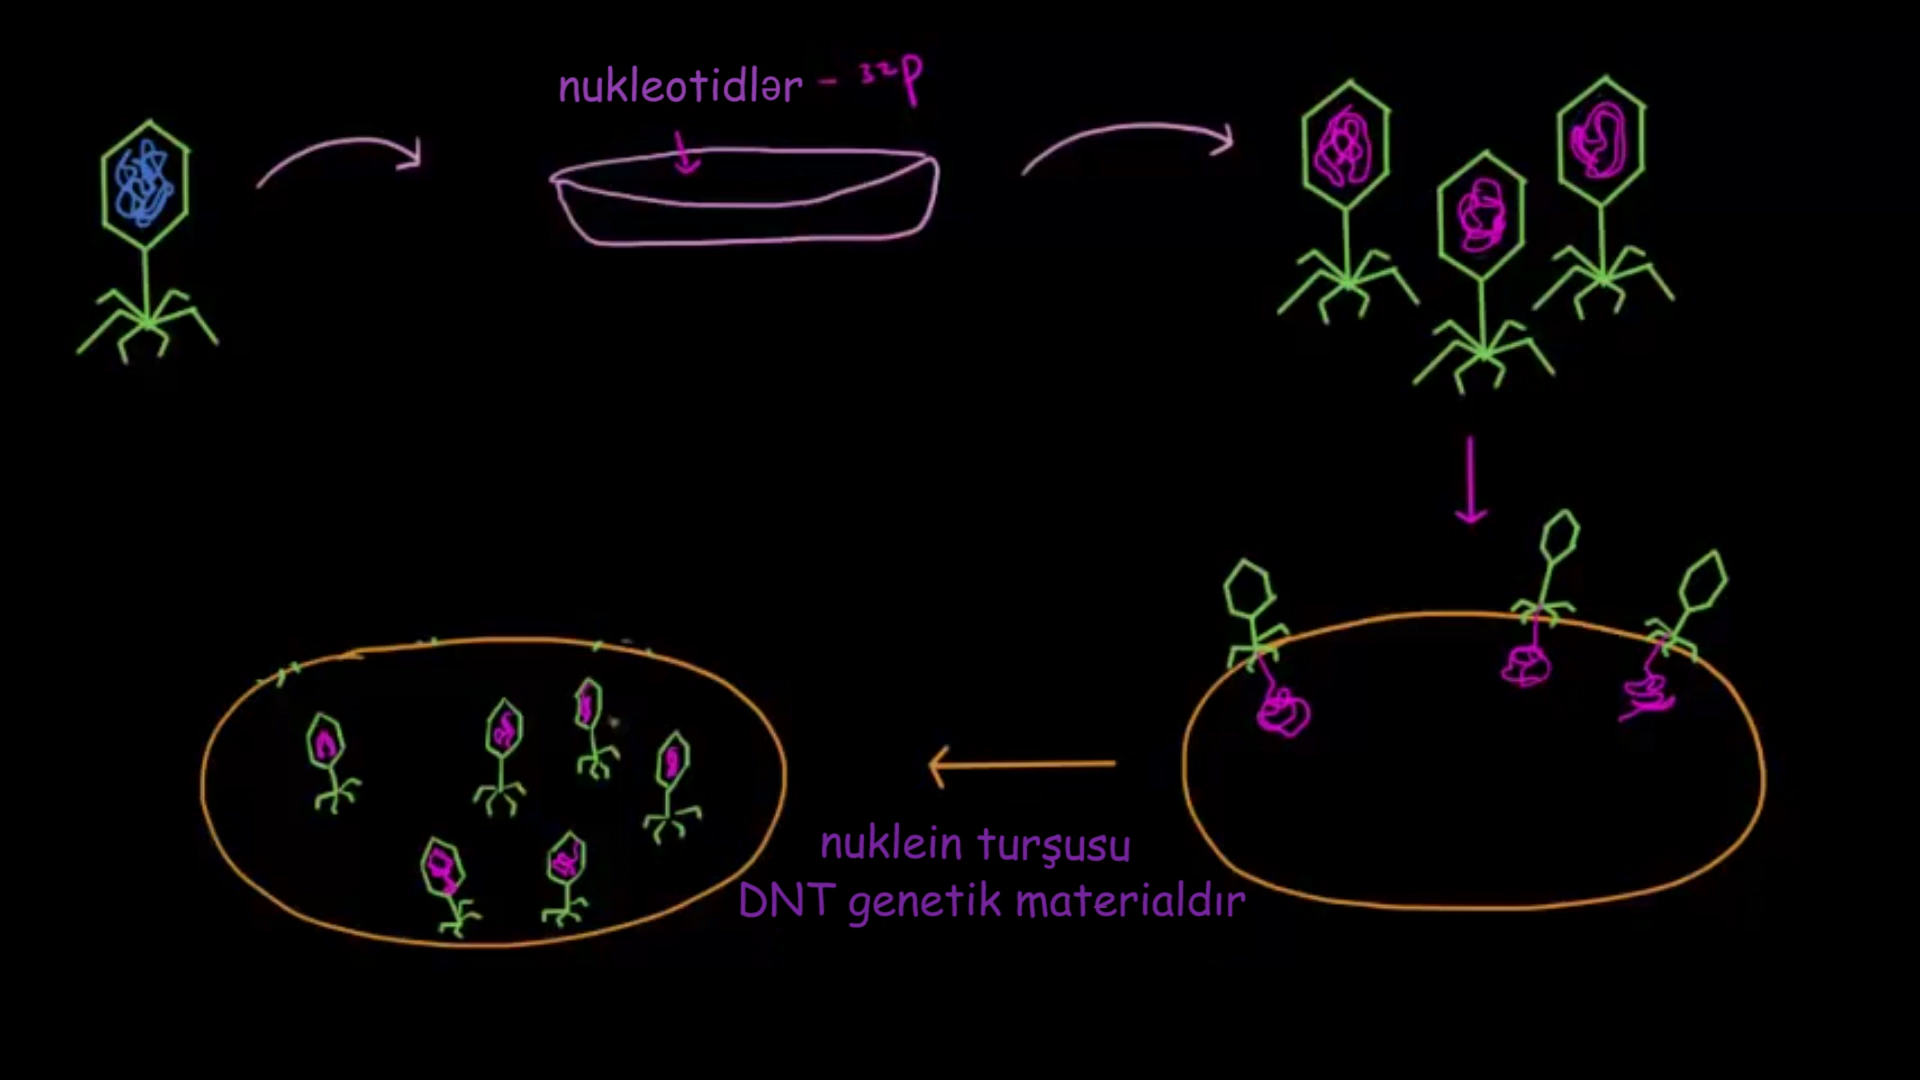 nukleotidlər - ³²P
nuklein turşusu
DNT genetik materialdır